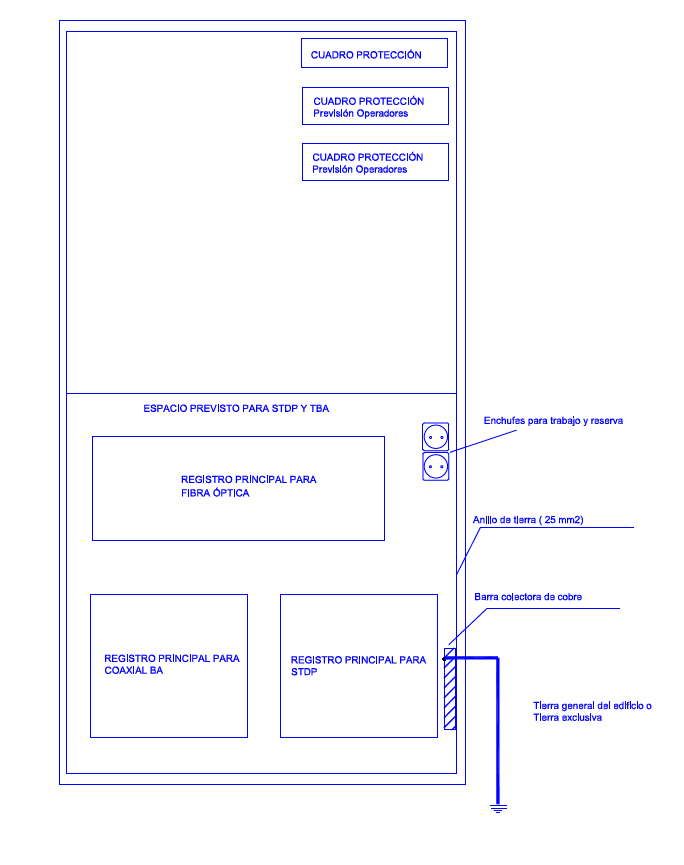 CUADRO PROTECCIÓN
CUADRO PROTECCIÓN
Previsión Operadores
CUADRO PROTECCIÓN
Previsión Operadores
ESPACIO PREVISTO PARA STDP Y TBA
Enchufes para trabajo y reserva
REGISTRO PRINCIPAL PARA
FIBRA ÓPTICA
Anillo de tierra ( 25 mm2)
Barra colectora de cobre
REGISTRO PRINCIPAL PARA
COAXIAL BA
REGISTRO PRINCIPAL PARA
STDP
Tierra general del edificio o
Tierra exclusiva